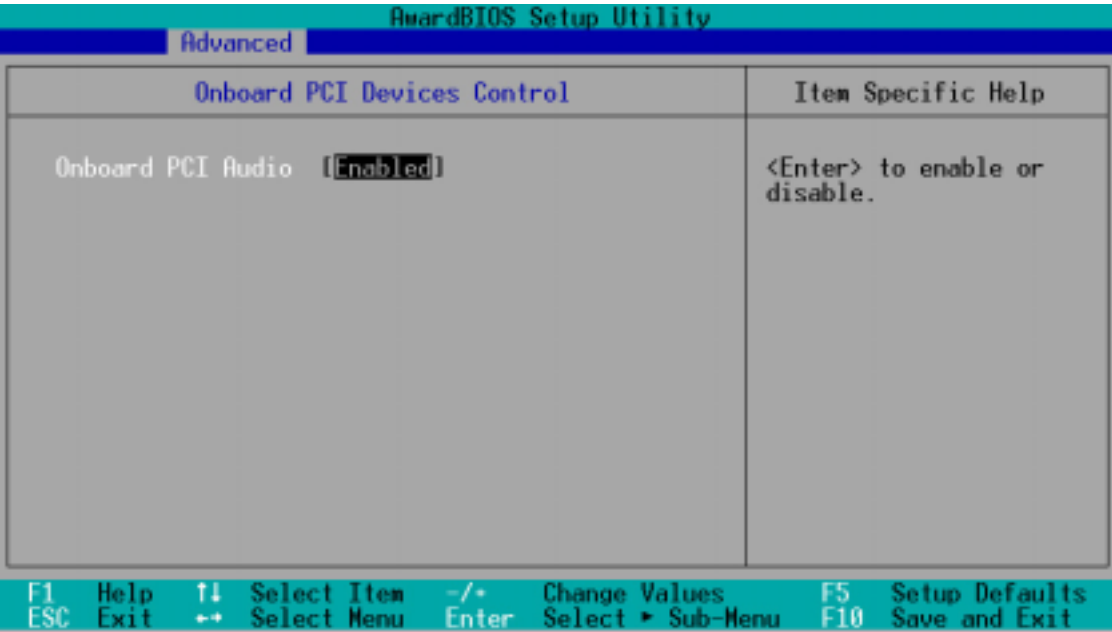 AwardBIOS Setup Utility
Advanced
Onboard PCI Devices Control
Item Specific Help
Onboard PCI Audio [Enabled]
<Enter> to enable or
disable.
F1 Help ↑↓ Select Item -/+ Change Values F5 Setup Defaults
ESC Exit ←→ Select Menu Enter Select ► Sub-Menu F10 Save and Exit